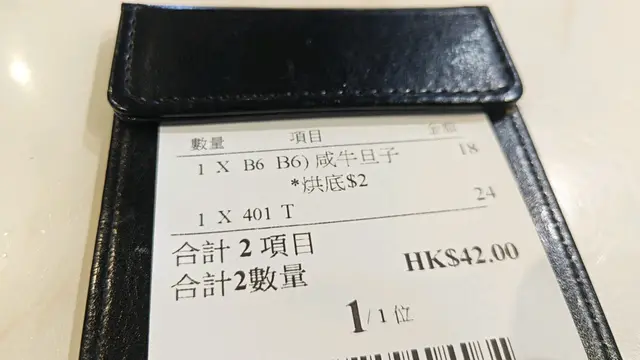 數量 項目 金額
1 X B6 B6) 咸牛旦子 18
*烘底$2
1 X 401 T 24
合計 2 項目
合計2數量 HK$42.00
1 / 1 位